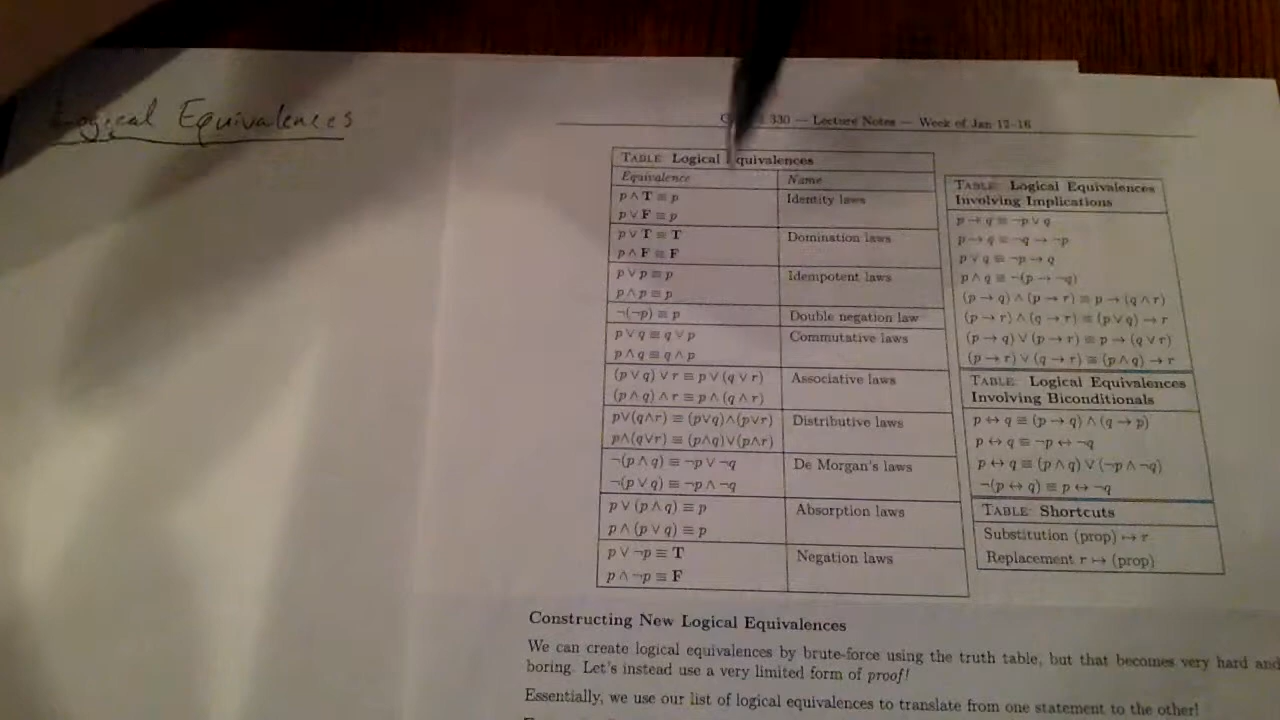 Logical Equivalences
330 — Lecture Notes — Week of Jan 12–16
TABLE: Logical Equivalences
Equivalence Name
p ∧ T ≡ p Identity laws
p ∨ F ≡ p
p ∨ T ≡ T Domination laws
p ∧ F ≡ F
p ∨ p ≡ p Idempotent laws
p ∧ p ≡ p
¬(¬p) ≡ p Double negation law
p ∨ q ≡ q ∨ p Commutative laws
p ∧ q ≡ q ∧ p
(p ∨ q) ∨ r ≡ p ∨ (q ∨ r) Associative laws
(p ∧ q) ∧ r ≡ p ∧ (q ∧ r)
p∨(q∧r) ≡ (p∨q)∧(p∨r) Distributive laws
p∧(q∨r) ≡ (p∧q)∨(p∧r)
¬(p ∧ q) ≡ ¬p ∨ ¬q De Morgan's laws
¬(p ∨ q) ≡ ¬p ∧ ¬q
p ∨ (p ∧ q) ≡ p Absorption laws
p ∧ (p ∨ q) ≡ p
p ∨ ¬p ≡ T Negation laws
p ∧ ¬p ≡ F
TABLE: Logical Equivalences
Involving Implications
p → q ≡ ¬p ∨ q
p → q ≡ ¬q → ¬p
p ∨ q ≡ ¬p → q
p ∧ q ≡ ¬(p → ¬q)
(p → q) ∧ (p → r) ≡ p → (q ∧ r)
(p → r) ∧ (q → r) ≡ (p ∨ q) → r
(p → q) ∨ (p → r) ≡ p → (q ∨ r)
(p → r) ∨ (q → r) ≡ (p ∧ q) → r
TABLE: Logical Equivalences
Involving Biconditionals
p ↔ q ≡ (p → q) ∧ (q → p)
p ↔ q ≡ ¬p ↔ ¬q
p ↔ q ≡ (p ∧ q) ∨ (¬p ∧ ¬q)
¬(p ↔ q) ≡ p ↔ ¬q
TABLE: Shortcuts
Substitution (prop) ↦ r
Replacement r ↦ (prop)
Constructing New Logical Equivalences
We can create logical equivalences by brute-force using the truth table, but that becomes very hard and
boring. Let's instead use a very limited form of proof!
Essentially, we use our list of logical equivalences to translate from one statement to the other!